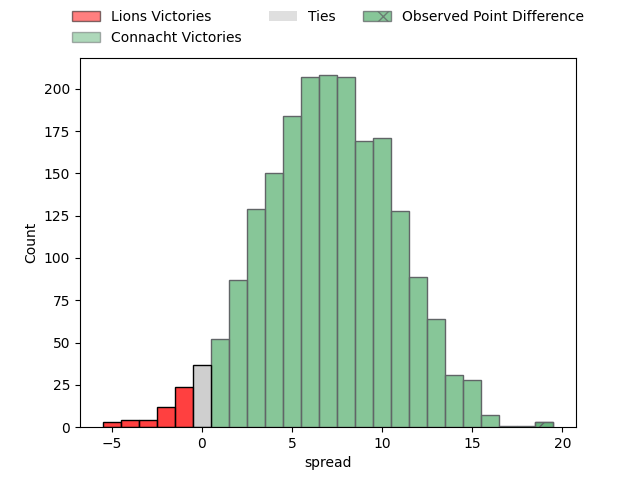 Lions Victories
Ties
Observed Point Difference
Connacht Victories
200
175
150
125
100
75
50
25
0
Count
−5
0
5
10
15
20
spread